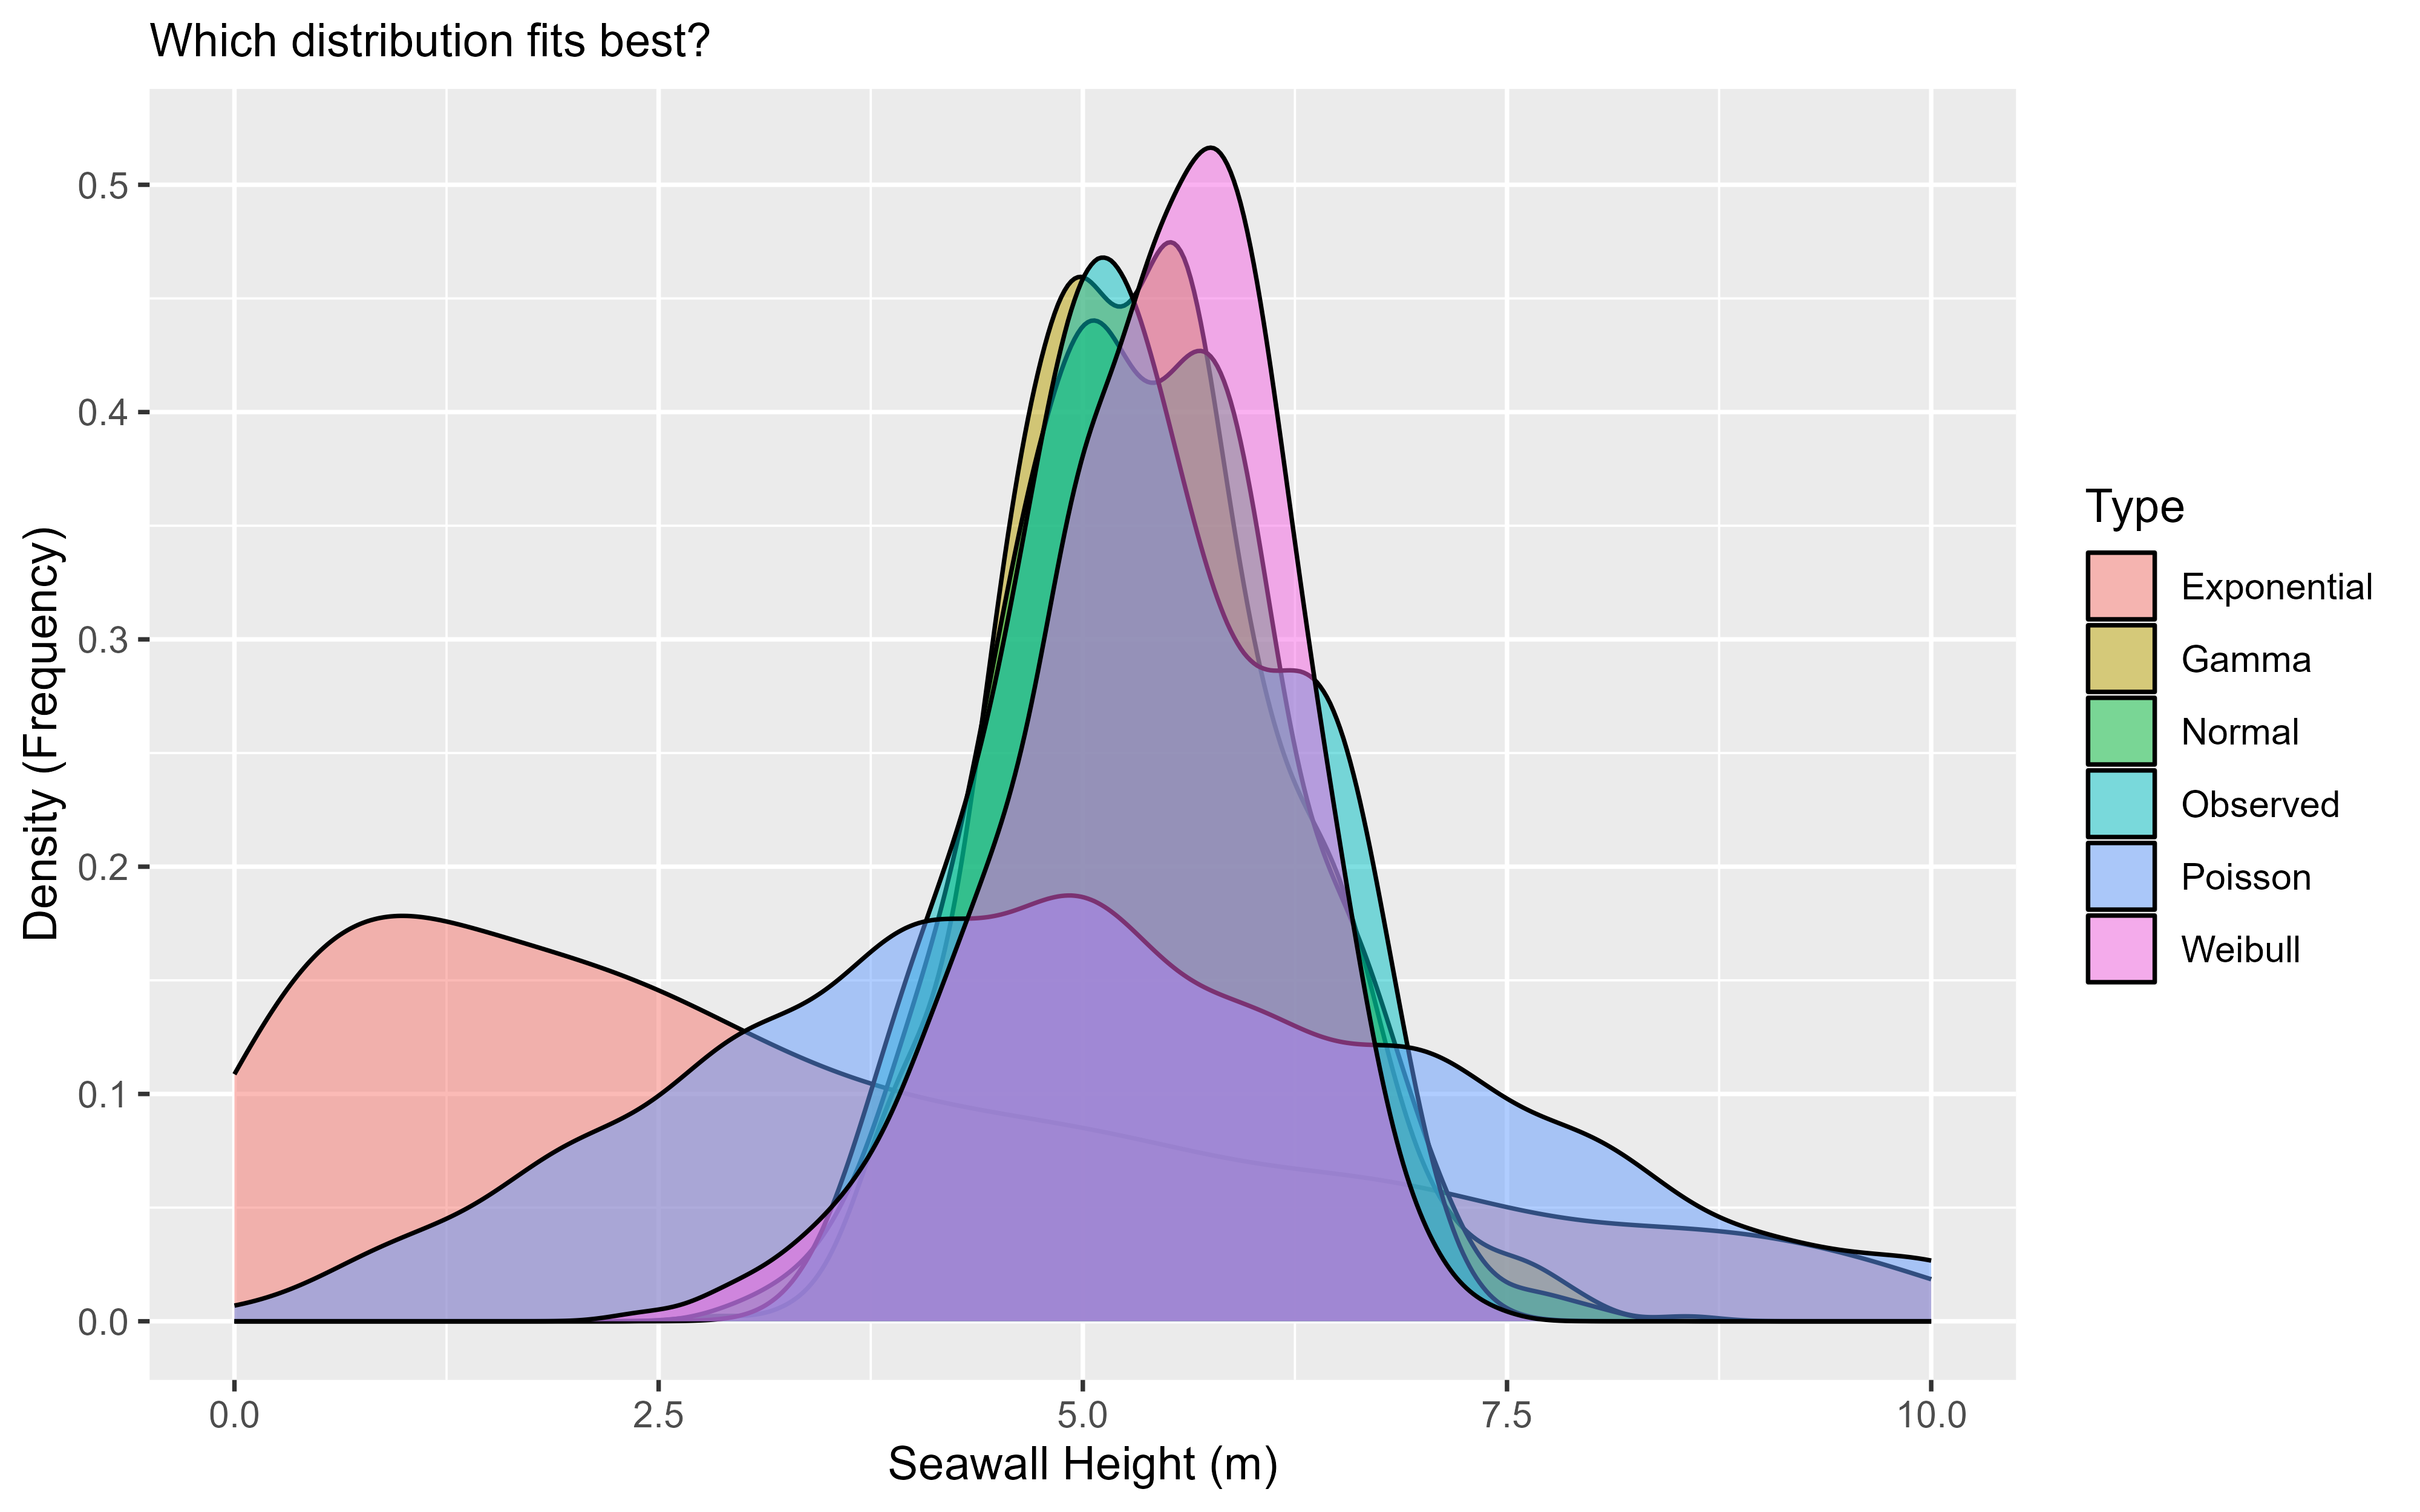 Which distribution fits best?
Density (Frequency)
0.5
0.4
0.3
0.2
0.1
0.0
0.0 2.5 5.0 7.5 10.0
Seawall Height (m)
Type
Exponential
Gamma
Normal
Observed
Poisson
Weibull